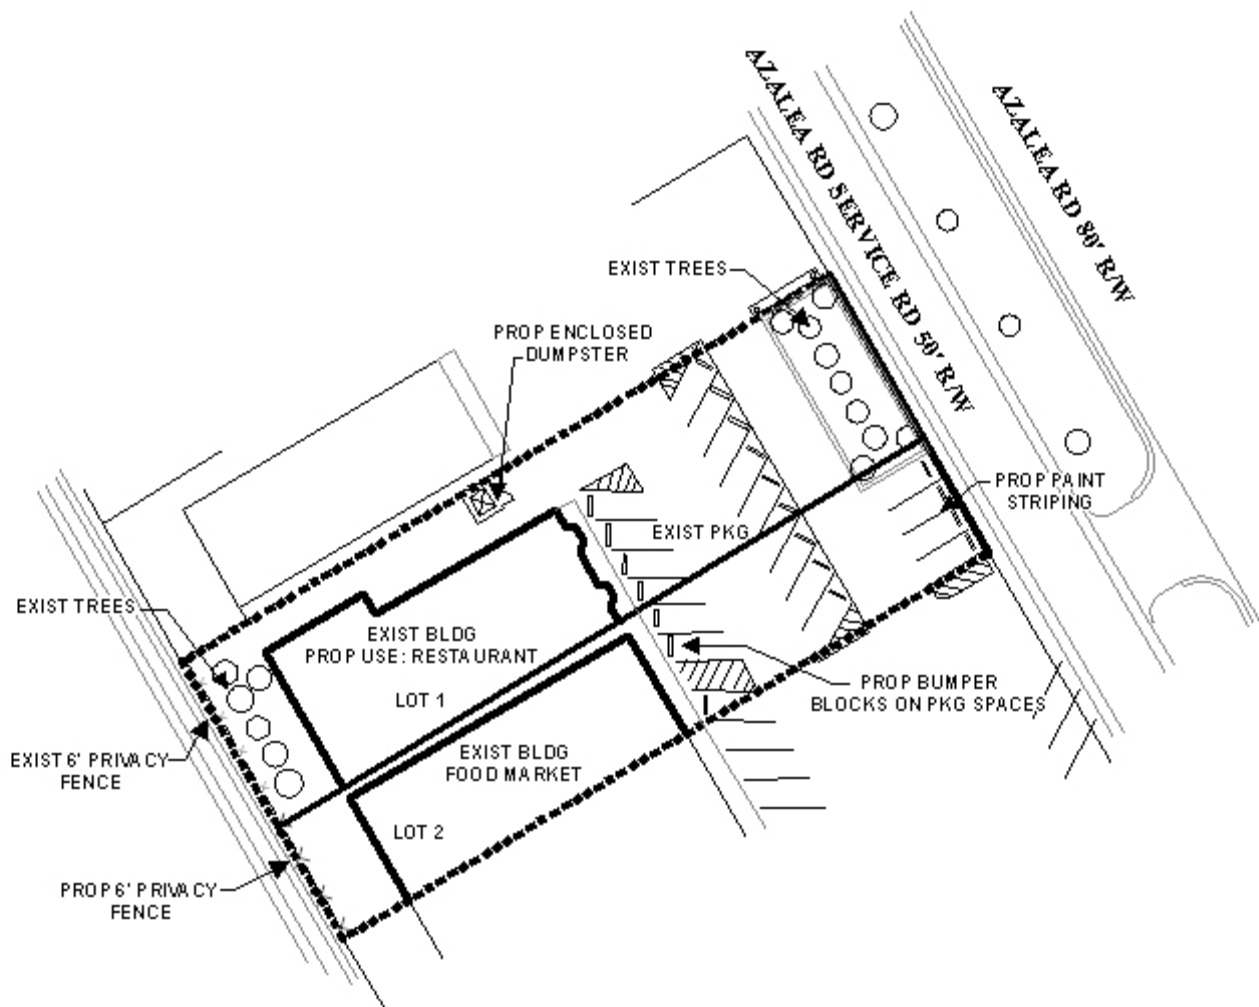 AZALEA RD SERVICE RD 50' R/W
AZALEA RD 80' R/W
EXIST TREES
PROP ENCLOSED
DUMPSTER
PROP PAINT
STRIPING
EXIST PKG
EXIST TREES
EXIST BLDG
PROP USE: RESTAURANT
LOT 1
PROP BUMPER
BLOCKS ON PKG SPACES
EXIST BLDG
FOOD MARKET
EXIST 6' PRIVACY
FENCE
LOT 2
PROP 6' PRIVACY
FENCE